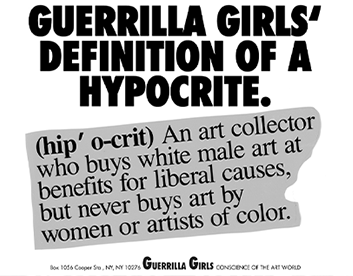 GUERRILLA GIRLS'
DEFINITION OF A
HYPOCRITE.
(hip' o-crit) An art collector
who buys white male art at
benefits for liberal causes,
but never buys art by
women or artists of color.
Box 1056 Cooper Sta., NY, NY 10276 GUERRILLA GIRLS CONSCIENCE OF THE ART WORLD